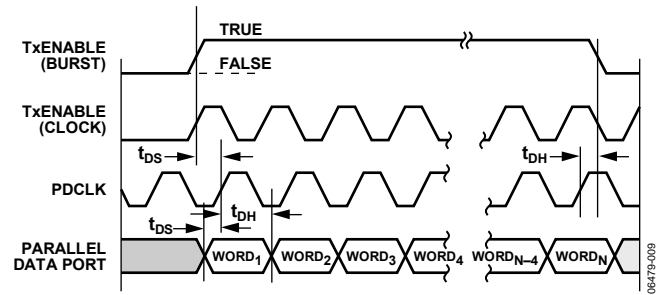 TxENABLE
(BURST)
TRUE
FALSE
TxENABLE
(CLOCK)
tDS
tDH
PDCLK
tDS
tDH
PARALLEL
DATA PORT
WORD1 WORD2 WORD3 WORD4 WORDN–4 WORDN
06479-009